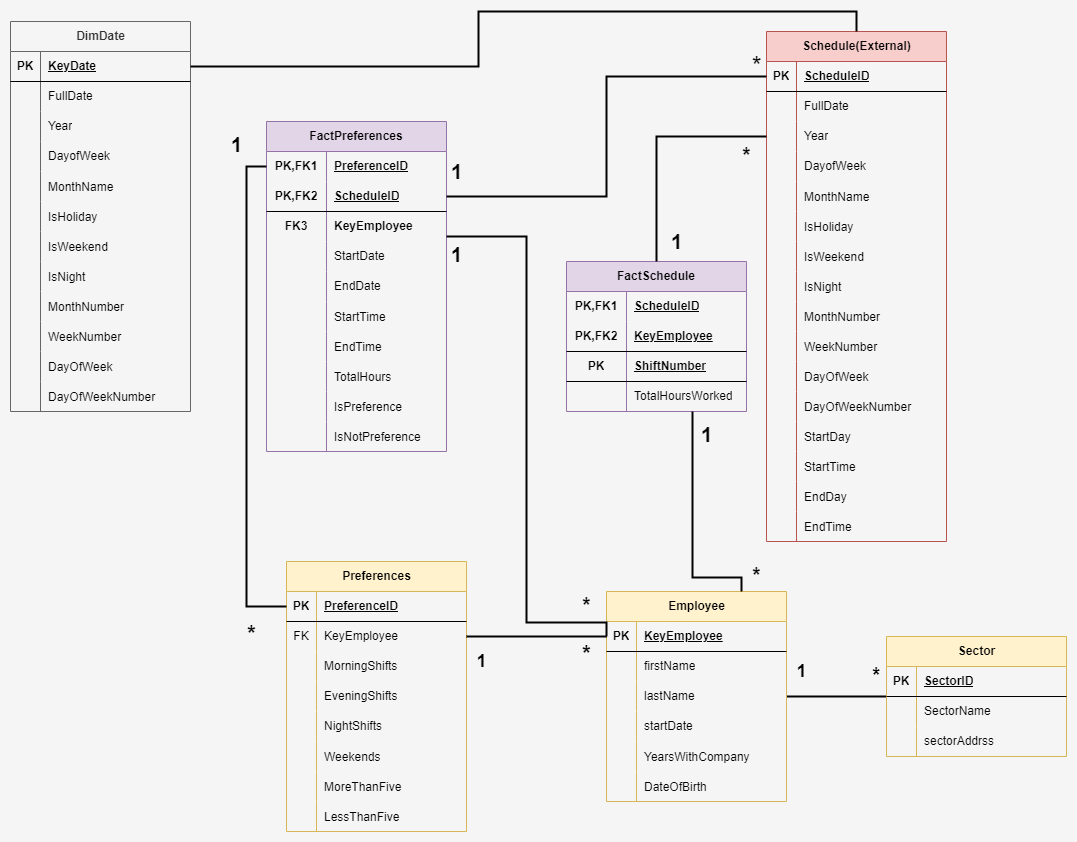 DimDate
PK KeyDate
FullDate
Year
DayofWeek
MonthName
IsHoliday
IsWeekend
IsNight
MonthNumber
WeekNumber
DayOfWeek
DayOfWeekNumber
1
FactPreferences
PK,FK1 PreferenceID
PK,FK2 ScheduleID
FK3 KeyEmployee
StartDate
EndDate
StartTime
EndTime
TotalHours
IsPreference
IsNotPreference
1
1
*
*
Schedule(External)
PK ScheduleID
FullDate
Year
DayofWeek
MonthName
IsHoliday
IsWeekend
IsNight
MonthNumber
WeekNumber
DayOfWeek
DayOfWeekNumber
StartDay
StartTime
EndDay
EndTime
1
FactSchedule
PK,FK1 ScheduleID
PK,FK2 KeyEmployee
PK ShiftNumber
TotalHoursWorked
1
*
*
Preferences
PK PreferenceID
FK KeyEmployee
MorningShifts
EveningShifts
NightShifts
Weekends
MoreThanFive
LessThanFive
1
*
*
Employee
PK KeyEmployee
firstName
lastName
startDate
YearsWithCompany
DateOfBirth
1
*
Sector
PK SectorID
SectorName
sectorAddrss